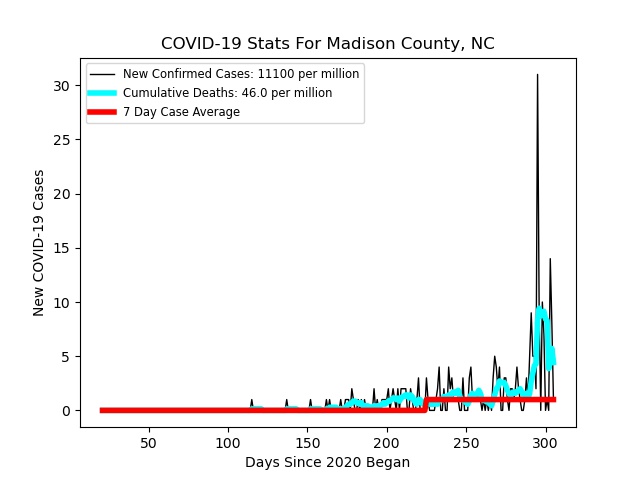 COVID-19 Stats For Madison County, NC
New Confirmed Cases: 11100 per million
Cumulative Deaths: 46.0 per million
7 Day Case Average
New COVID-19 Cases
30
25
20
15
10
5
0
50 100 150 200 250 300
Days Since 2020 Began